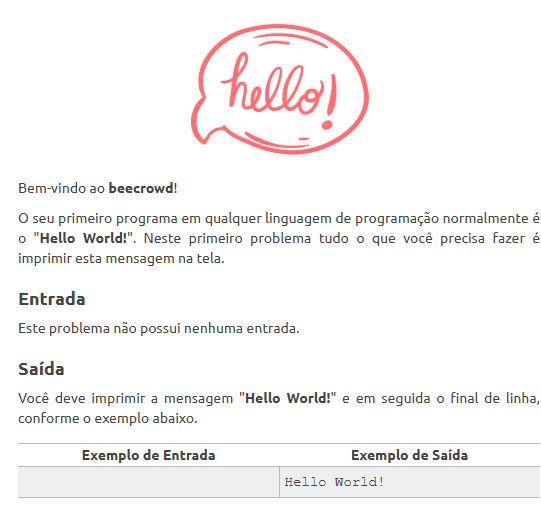 hello!
Bem-vindo ao beecrowd!
O seu primeiro programa em qualquer linguagem de programação normalmente é
o "Hello World!". Neste primeiro problema tudo o que você precisa fazer é
imprimir esta mensagem na tela.
Entrada
Este problema não possui nenhuma entrada.
Saída
Você deve imprimir a mensagem "Hello World!" e em seguida o final de linha,
conforme o exemplo abaixo.
Exemplo de Entrada Exemplo de Saída
Hello World!